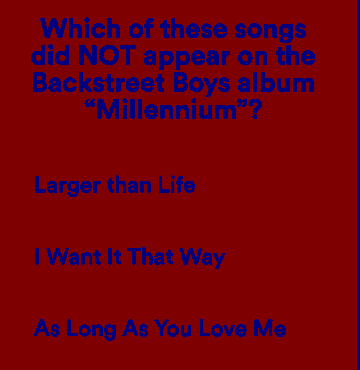 Which of these songs
did NOT appear on the
Backstreet Boys album
“Millennium”?
Larger than Life
I Want It That Way
As Long As You Love Me